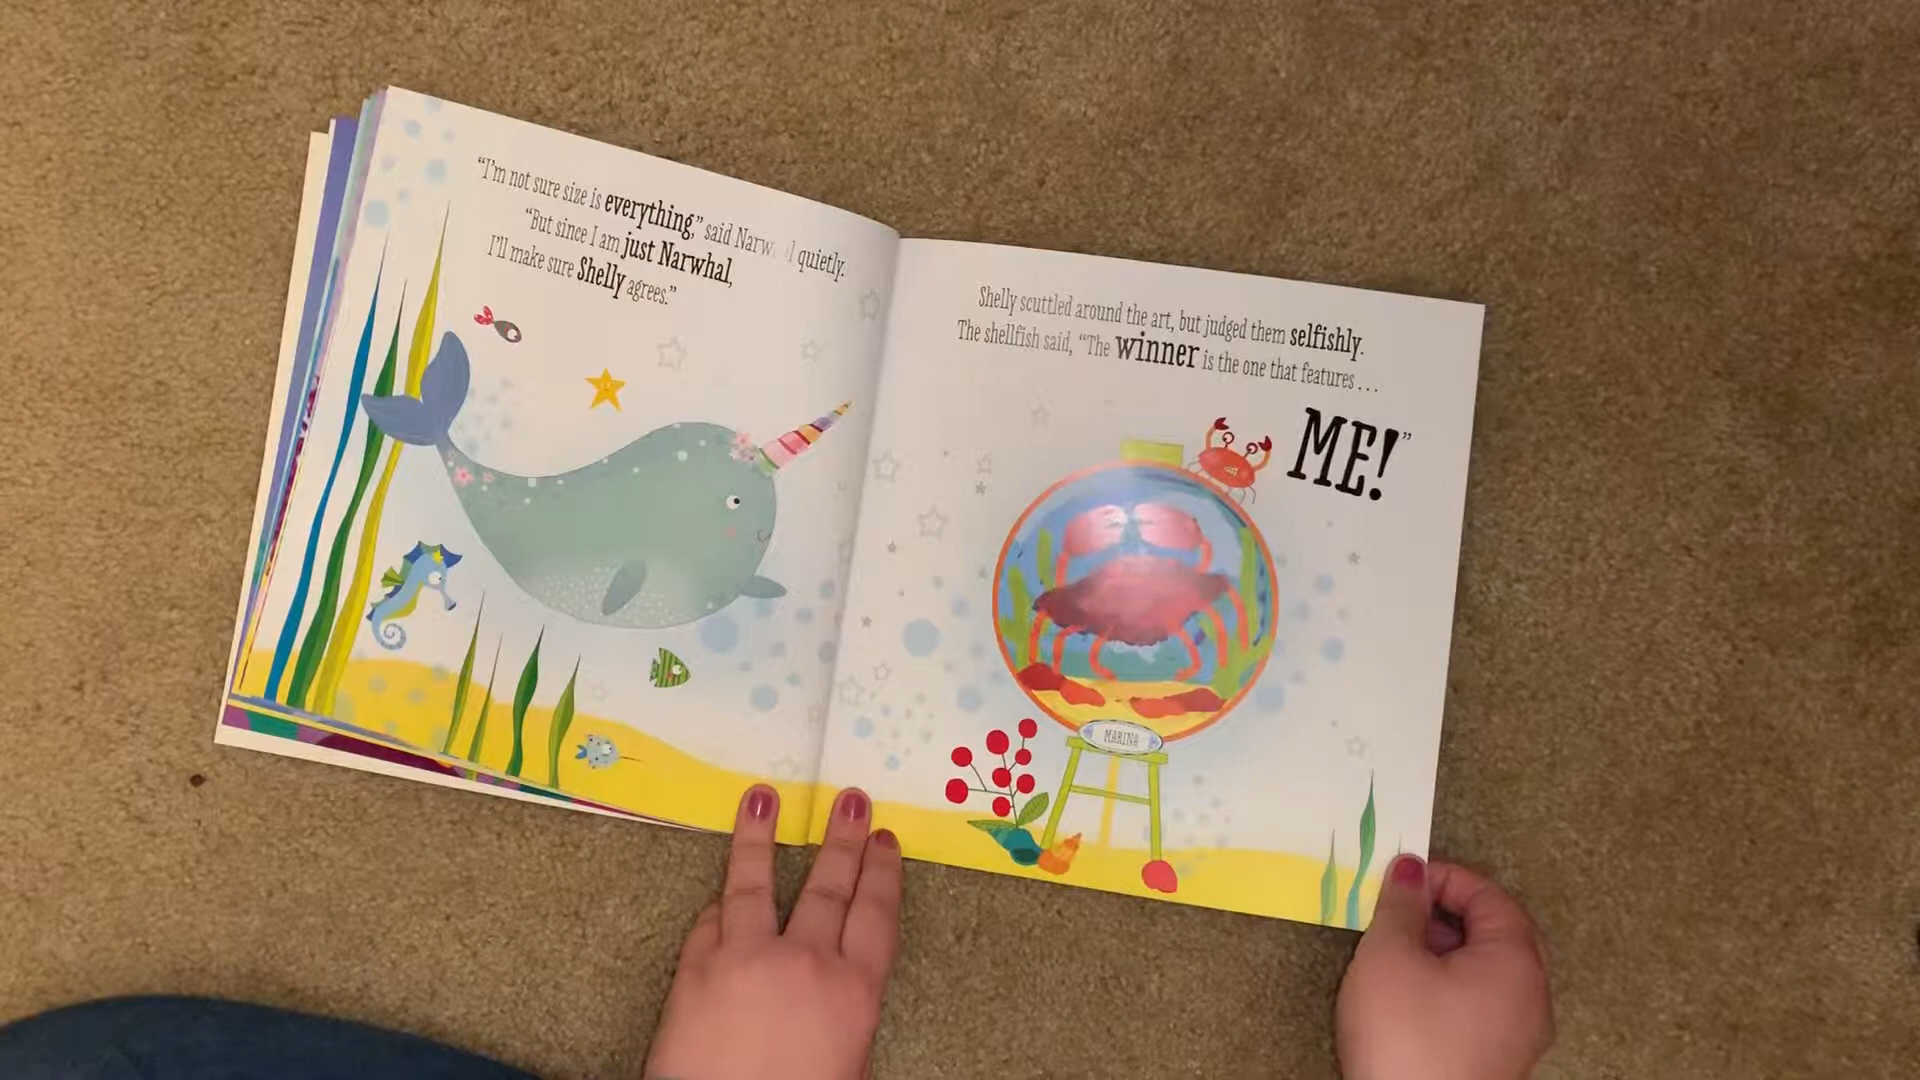 “I’m not sure size is everything,” said Narwhal quietly.
“But since I am just Narwhal,
I’ll make sure Shelly agrees.”
Shelly scuttled around the art, but judged them selfishly.
The shellfish said, “The winner is the one that features . . .
ME!”
MARINA